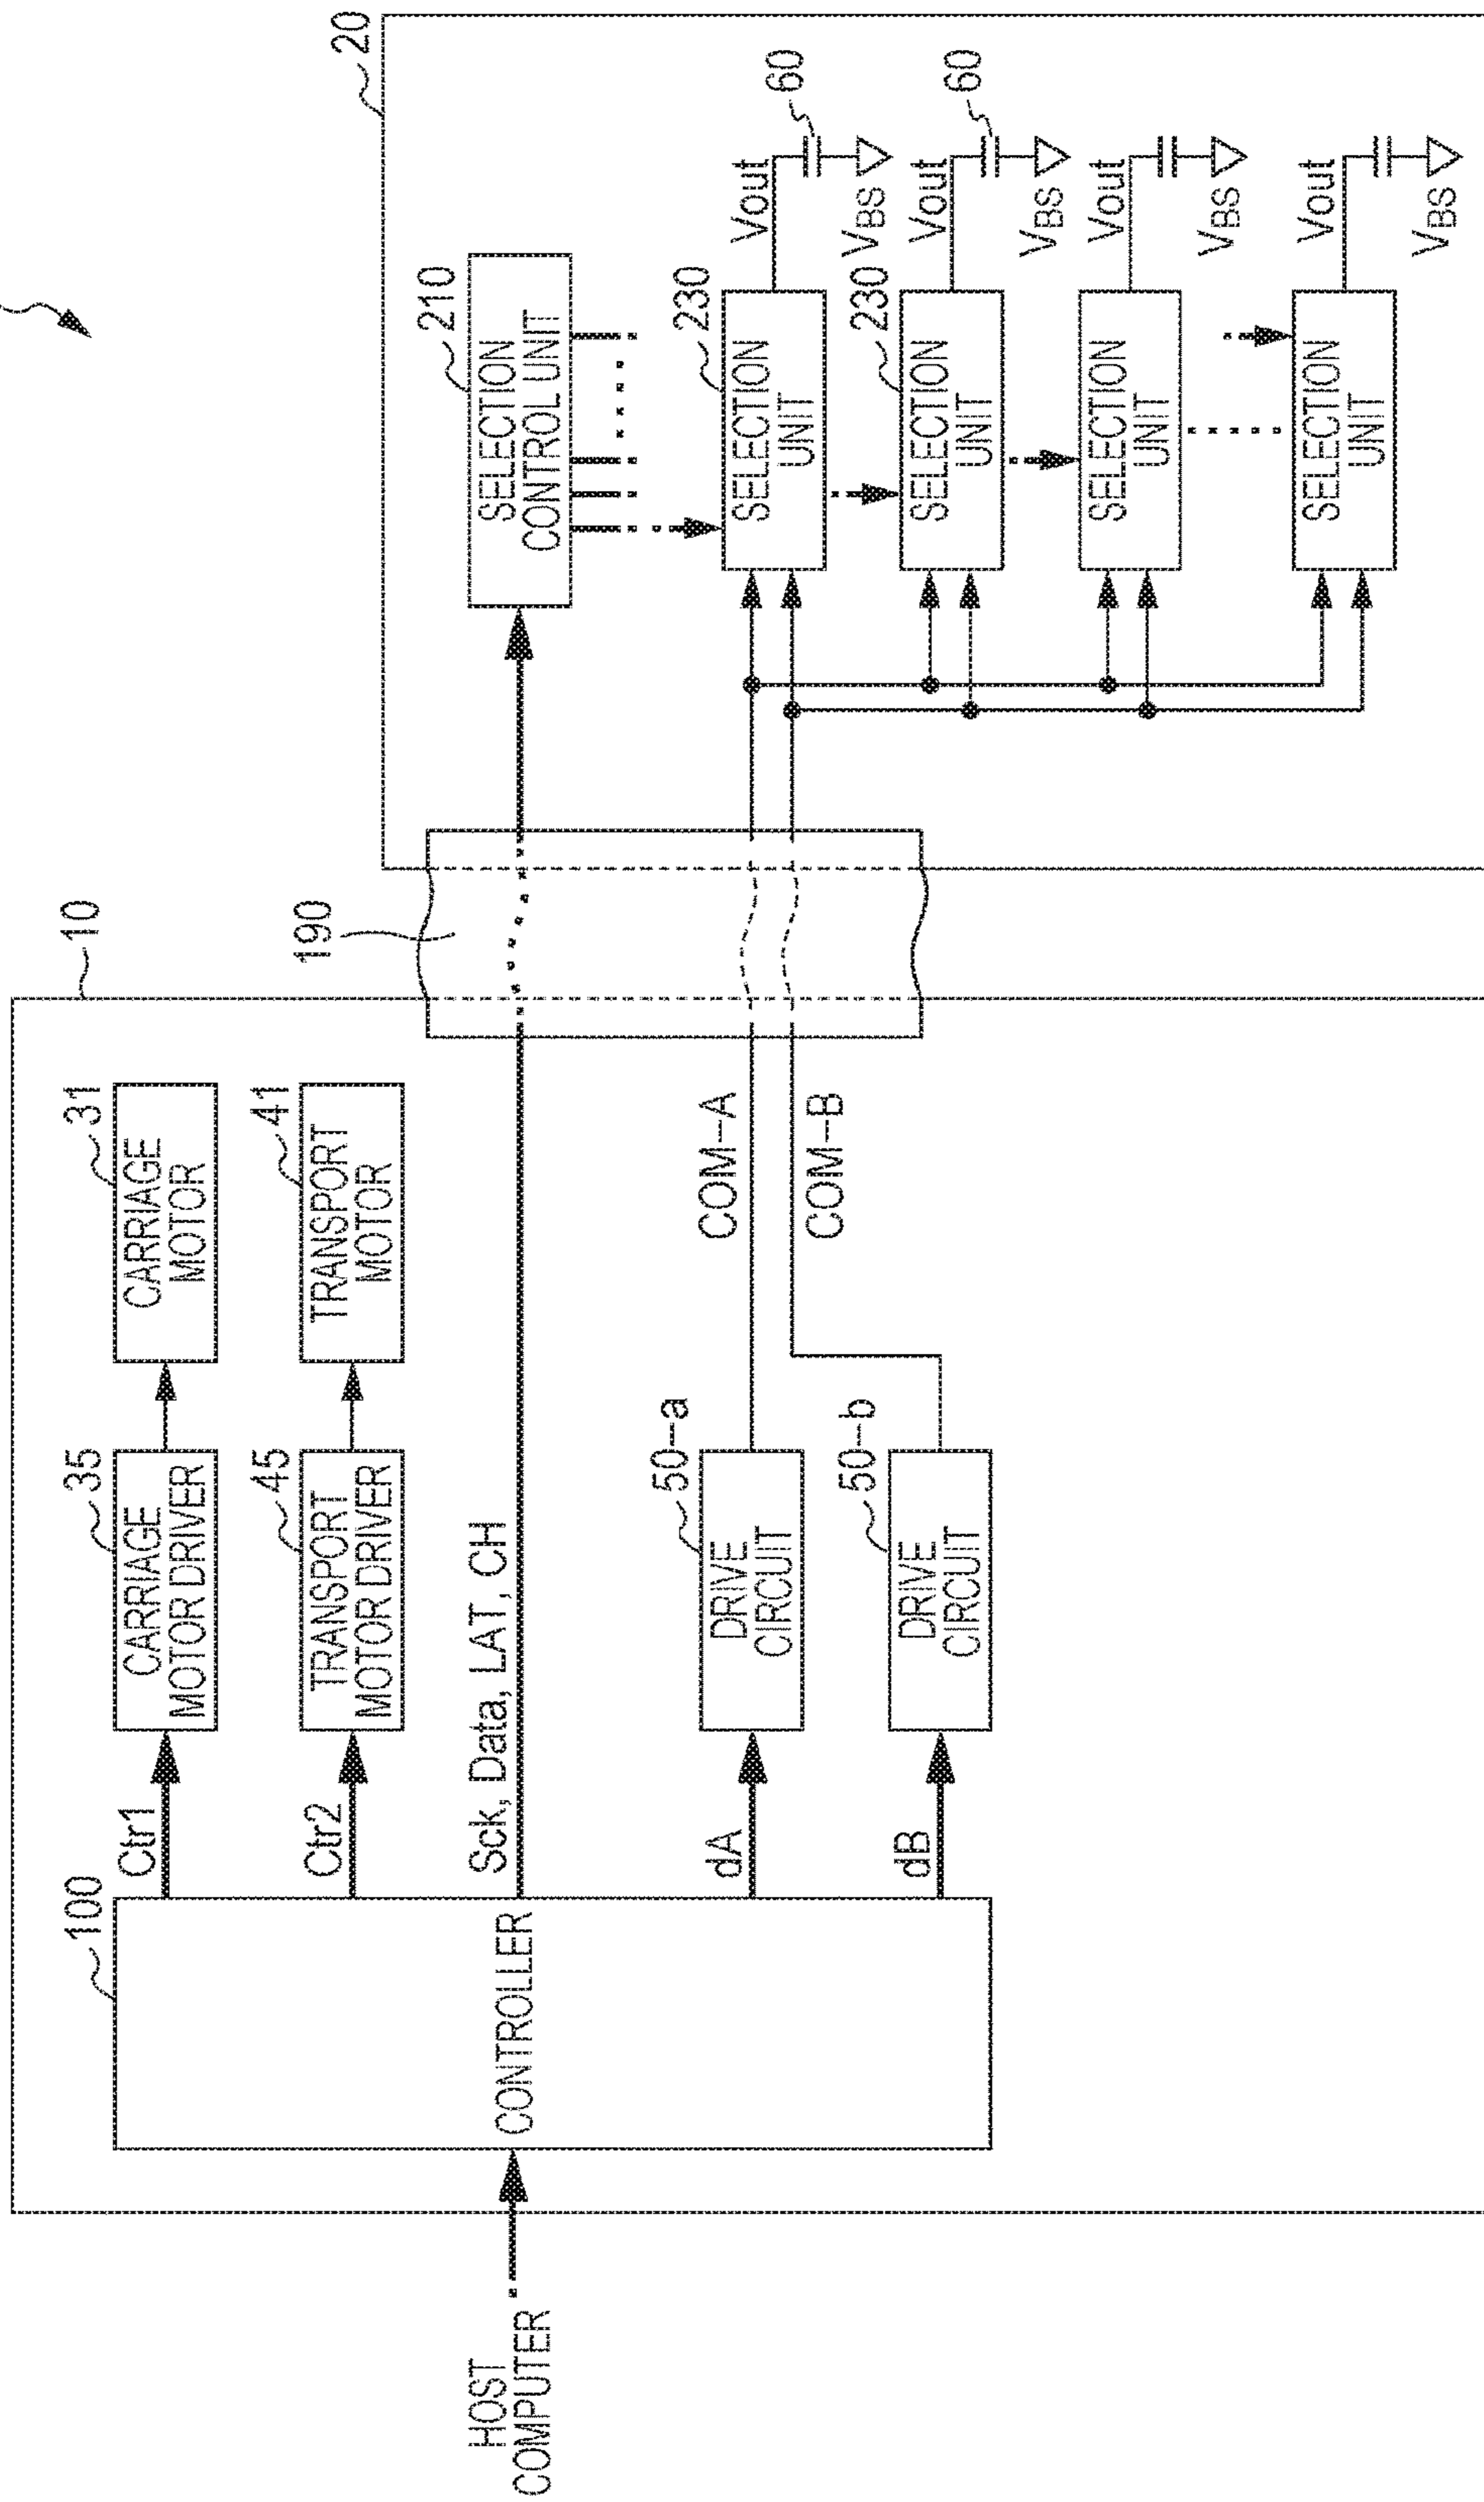 10
100
CONTROLLER
HOST
COMPUTER
Ctr1
35
CARRIAGE
MOTOR DRIVER
31
CARRIAGE
MOTOR
Ctr2
45
TRANSPORT
MOTOR DRIVER
41
TRANSPORT
MOTOR
Sck, Data, LAT, CH
dA
50-a
DRIVE
CIRCUIT
COM-A
dB
50-b
DRIVE
CIRCUIT
COM-B
190
20
210
SELECTION
CONTROL UNIT
230
SELECTION
UNIT
Vout
60
VBS
230
SELECTION
UNIT
Vout
60
VBS
SELECTION
UNIT
Vout
VBS
SELECTION
UNIT
Vout
VBS